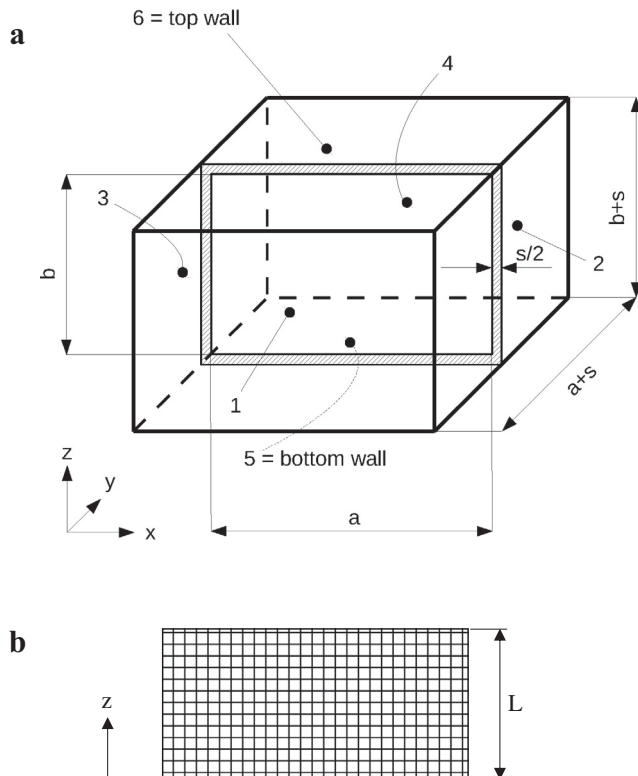 a
6 = top wall
4
3
b
b+s
s/2
2
1
a+s
5 = bottom wall
z
y
x
a
b
z
L